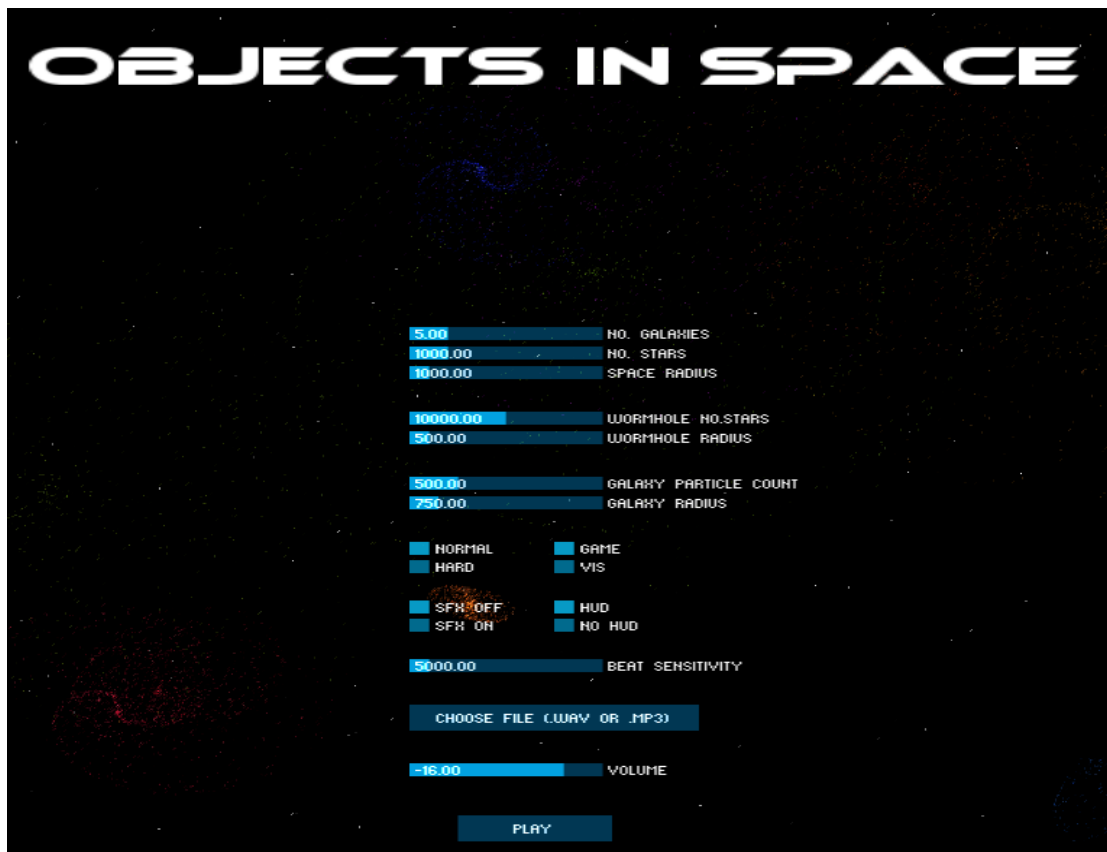 OBJECTS IN SPACE
5.00 NO. GALAXIES
1000.00 NO. STARS
1000.00 SPACE RADIUS
10000.00 WORMHOLE NO.STARS
500.00 WORMHOLE RADIUS
500.00 GALAXY PARTICLE COUNT
750.00 GALAXY RADIUS
NORMAL GAME
HARD VIS
SFX OFF HUD
SFX ON NO HUD
5000.00 BEAT SENSITIVITY
CHOOSE FILE (.WAV OR .MP3)
-16.00 VOLUME
PLAY